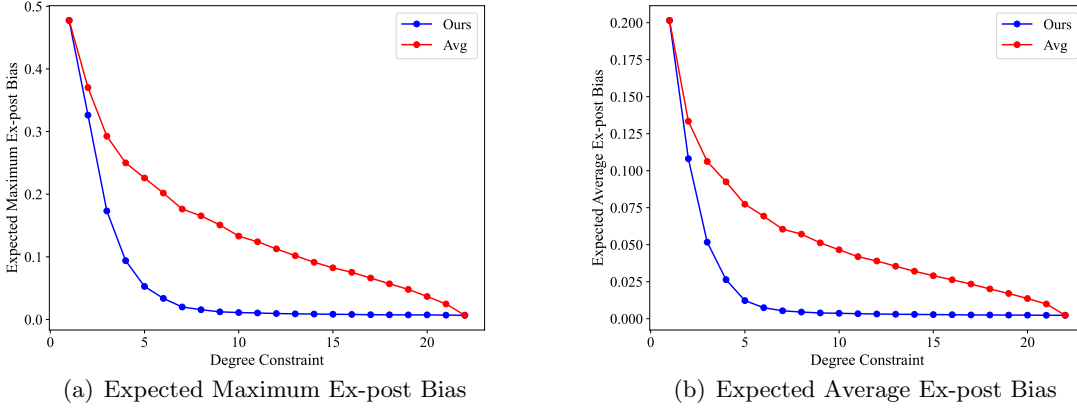 Expected Maximum Ex-post Bias
0.5
0.4
0.3
0.2
0.1
0.0
0
5
10
15
20
Degree Constraint
Ours
Avg
(a) Expected Maximum Ex-post Bias
Expected Average Ex-post Bias
0.200
0.175
0.150
0.125
0.100
0.075
0.050
0.025
0.000
0
5
10
15
20
Degree Constraint
Ours
Avg
(b) Expected Average Ex-post Bias